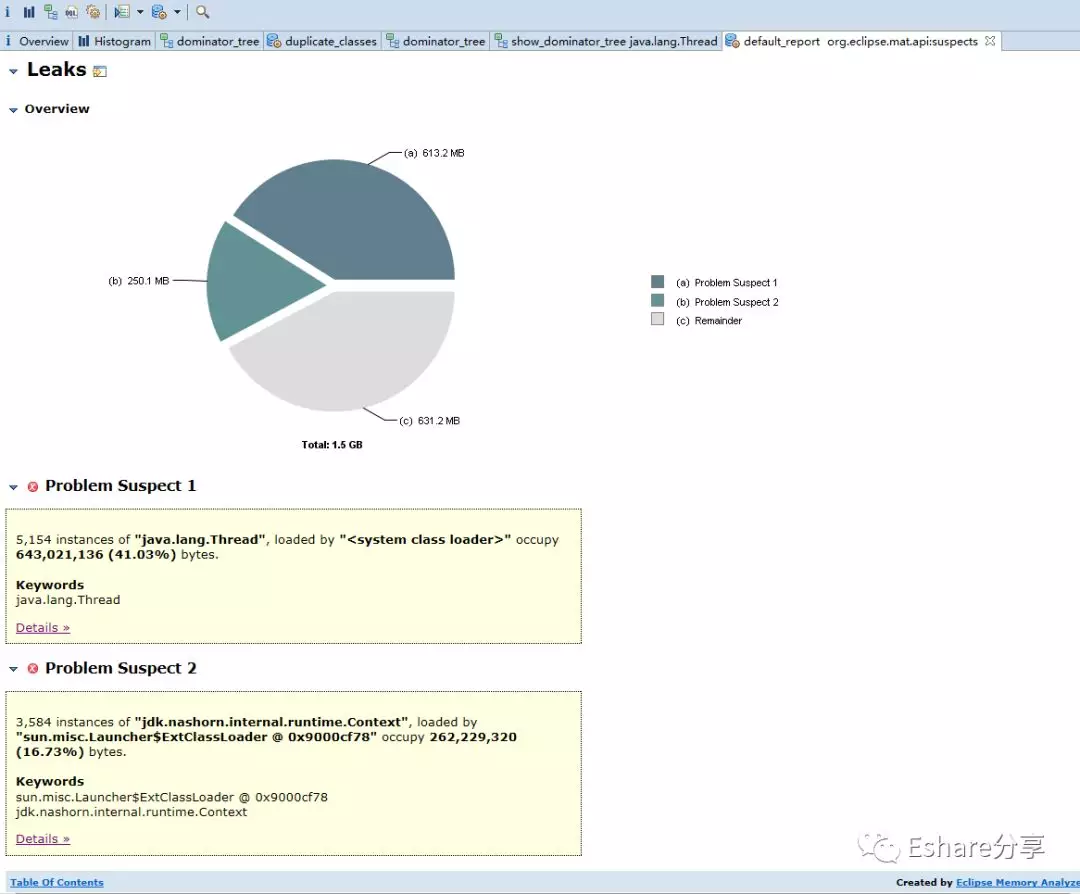 i Overview Histogram dominator_tree duplicate_classes dominator_tree show_dominator_tree java.lang.Thread default_report org.eclipse.mat.api:suspects
Leaks
Overview
(a) 613.2 MB
(b) 250.1 MB
(a) Problem Suspect 1
(b) Problem Suspect 2
(c) Remainder
(c) 631.2 MB
Total: 1.5 GB
Problem Suspect 1
5,154 instances of "java.lang.Thread", loaded by "<system class loader>" occupy
643,021,136 (41.03%) bytes.
Keywords
java.lang.Thread
Details »
Problem Suspect 2
3,584 instances of "jdk.nashorn.internal.runtime.Context", loaded by
"sun.misc.Launcher$ExtClassLoader @ 0x9000cf78" occupy 262,229,320
(16.73%) bytes.
Keywords
sun.misc.Launcher$ExtClassLoader @ 0x9000cf78
jdk.nashorn.internal.runtime.Context
Details »
Eshare分享
Table Of Contents
Created by Eclipse Memory Analyze